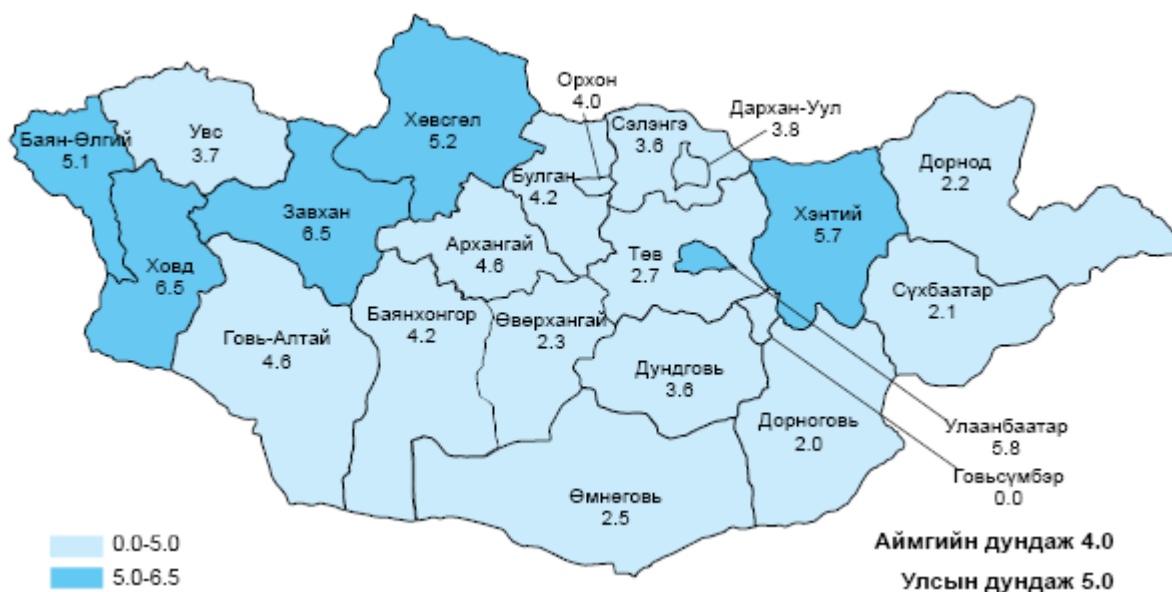 Орхон
4.0
Дархан-Уул
3.8
Баян-Өлгий
5.1
Увс
3.7
Хөвсгөл
5.2
Сэлэнгэ
3.6
Дорнод
2.2
Булган
4.2
Завхан
6.5
Хэнтий
5.7
Архангай
4.6
Төв
2.7
Ховд
6.5
Сүхбаатар
2.1
Баянхонгор
4.2
Өвөрхангай
2.3
Говь-Алтай
4.6
Дундговь
3.6
Дорноговь
2.0
Улаанбаатар
5.8
Говьсүмбэр
0.0
Өмнөговь
2.5
0.0-5.0
5.0-6.5
Аймгийн дундаж 4.0
Улсын дундаж 5.0